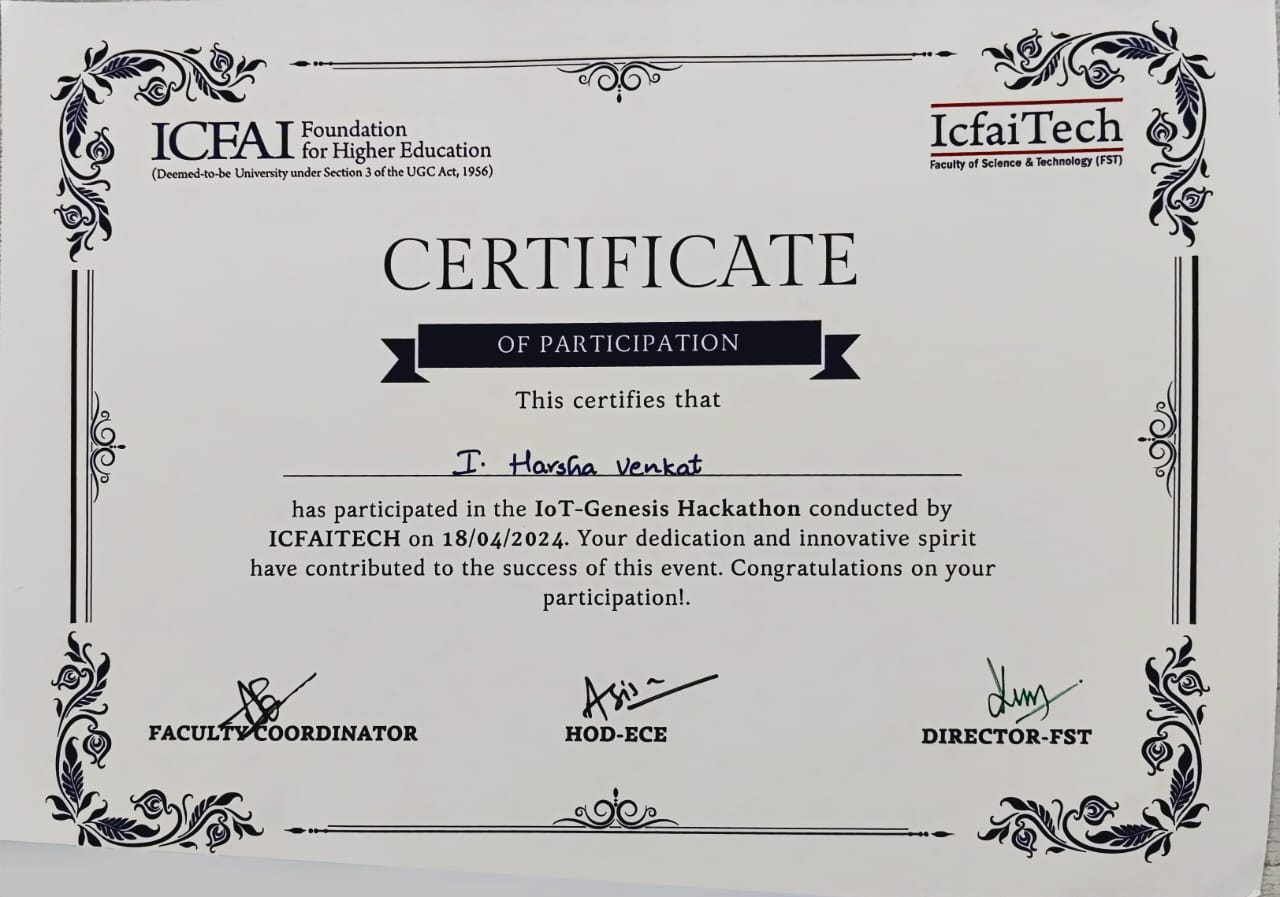 ICFAI Foundation
for Higher Education
(Deemed-to-be University under Section 3 of the UGC Act, 1956)
IcfaiTech
Faculty of Science & Technology (FST)
CERTIFICATE
OF PARTICIPATION
This certifies that
I. Harsha Venkat
has participated in the IoT-Genesis Hackathon conducted by
ICFAITECH on 18/04/2024. Your dedication and innovative spirit
have contributed to the success of this event. Congratulations on your
participation!.
FACULTY COORDINATOR
HOD-ECE
DIRECTOR-FST